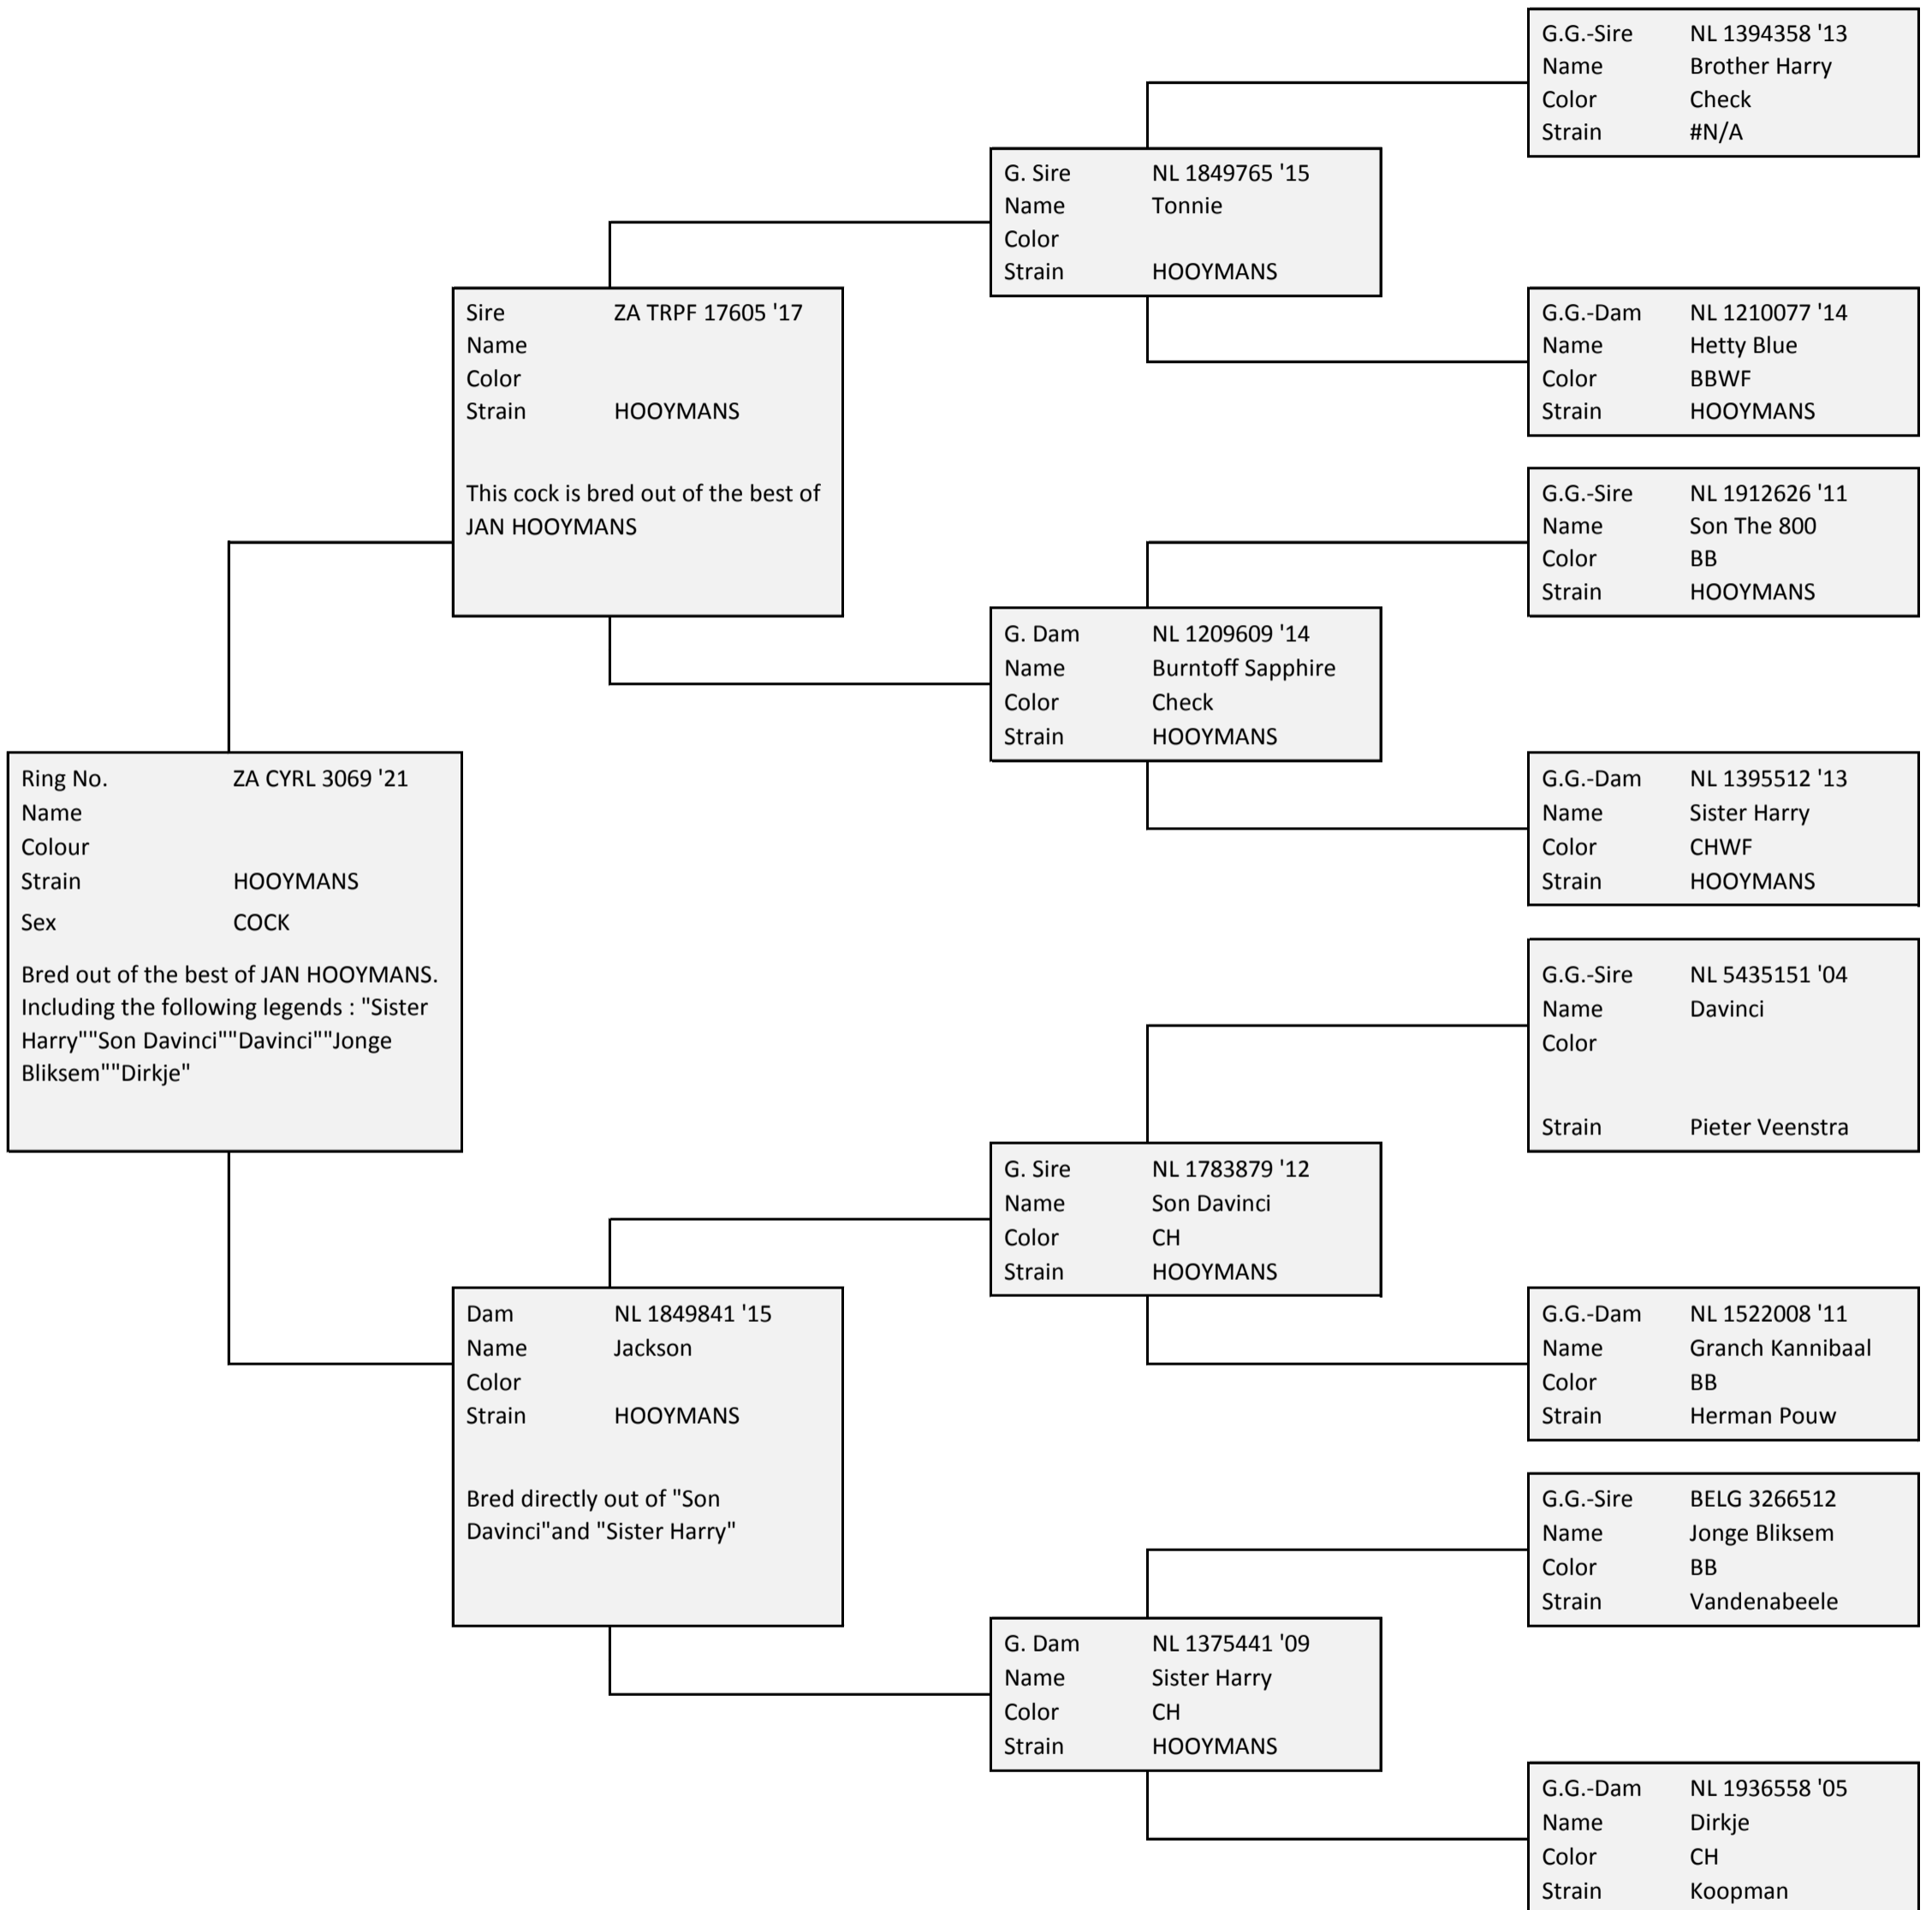 G.G.-Sire NL 1394358 '13
Name Brother Harry
Color Check
Strain #N/A
G. Sire NL 1849765 '15
Name Tonnie
Color
Strain HOOYMANS
Sire ZA TRPF 17605 '17
Name
Color
Strain HOOYMANS
This cock is bred out of the best of
JAN HOOYMANS
G.G.-Dam NL 1210077 '14
Name Hetty Blue
Color BBWF
Strain HOOYMANS
G.G.-Sire NL 1912626 '11
Name Son The 800
Color BB
Strain HOOYMANS
G. Dam NL 1209609 '14
Name Burntoff Sapphire
Color Check
Strain HOOYMANS
Ring No. ZA CYRL 3069 '21
Name
Colour
Strain HOOYMANS
Sex COCK
Bred out of the best of JAN HOOYMANS.
Including the following legends : "Sister
Harry""Son Davinci""Davinci""Jonge
Bliksem""Dirkje"
G.G.-Dam NL 1395512 '13
Name Sister Harry
Color CHWF
Strain HOOYMANS
G.G.-Sire NL 5435151 '04
Name Davinci
Color
Strain Pieter Veenstra
G. Sire NL 1783879 '12
Name Son Davinci
Color CH
Strain HOOYMANS
Dam NL 1849841 '15
Name Jackson
Color
Strain HOOYMANS
Bred directly out of "Son
Davinci"and "Sister Harry"
G.G.-Dam NL 1522008 '11
Name Granch Kannibaal
Color BB
Strain Herman Pouw
G.G.-Sire BELG 3266512
Name Jonge Bliksem
Color BB
Strain Vandenabeele
G. Dam NL 1375441 '09
Name Sister Harry
Color CH
Strain HOOYMANS
G.G.-Dam NL 1936558 '05
Name Dirkje
Color CH
Strain Koopman